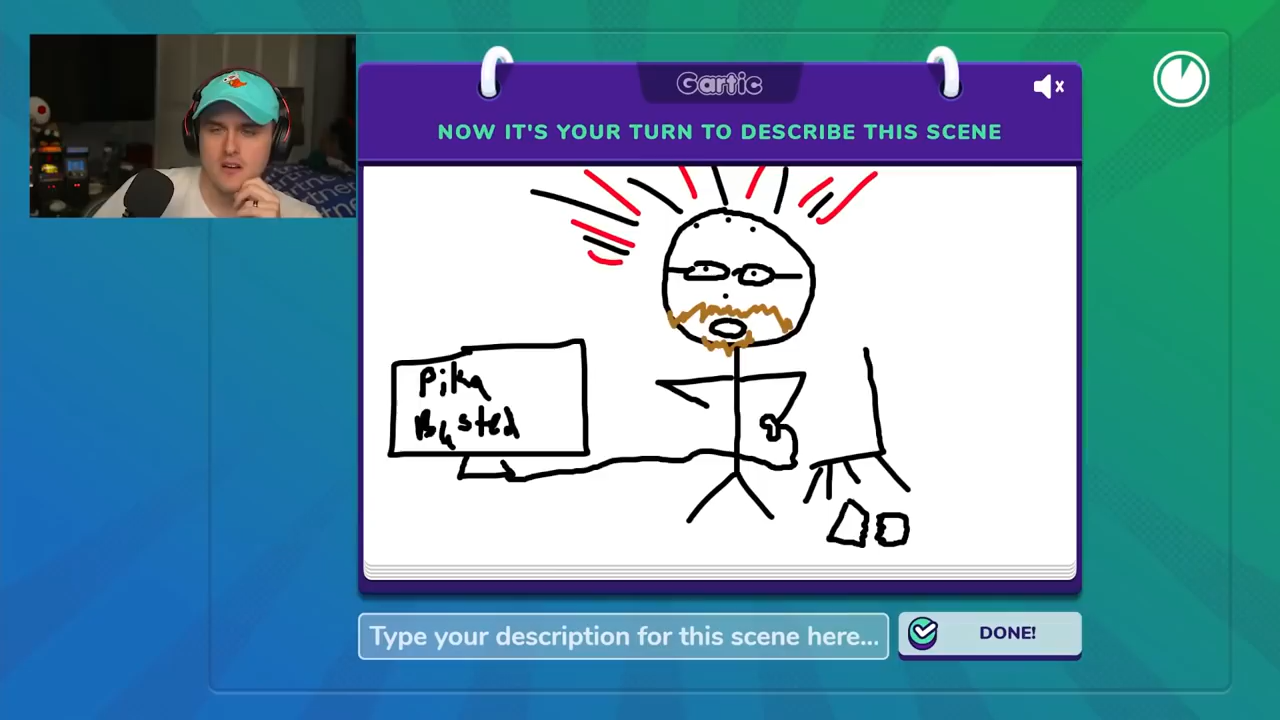 Gartic
NOW IT'S YOUR TURN TO DESCRIBE THIS SCENE
Pika
Busted
Type your description for this scene here...
DONE!